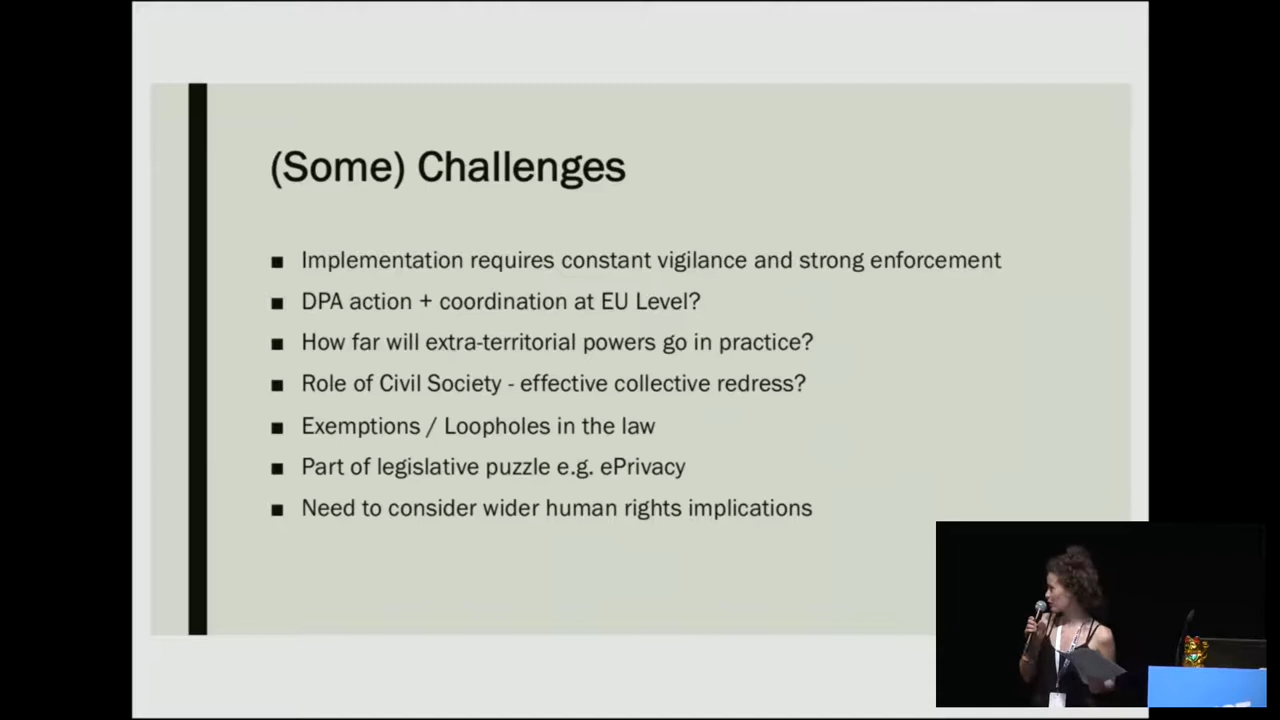 (Some) Challenges
■ Implementation requires constant vigilance and strong enforcement
■ DPA action + coordination at EU Level?
■ How far will extra-territorial powers go in practice?
■ Role of Civil Society - effective collective redress?
■ Exemptions / Loopholes in the law
■ Part of legislative puzzle e.g. ePrivacy
■ Need to consider wider human rights implications